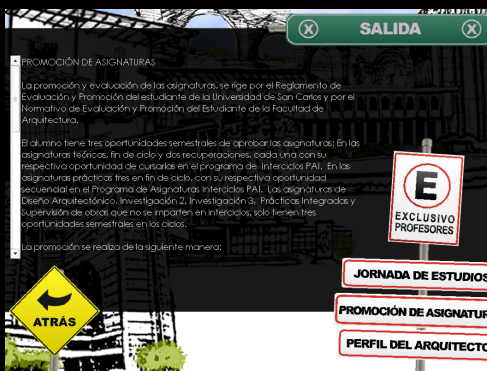 SALIDA
PROMOCIÓN DE ASIGNATURAS
La promoción y evaluación de las asignaturas, se rige por el Reglamento de
Evaluación y Promoción del estudiante de la Universidad de San Carlos y por el
Normativo de Evaluación y Promoción del Estudiante de la Facultad de
Arquitectura.
El alumno tiene tres oportunidades semestrales de aprobar las asignaturas; En las
asignaturas teóricas, fin de ciclo y dos recuperaciones, cada una con su
respectiva oportunidad de cursarlas en el programa de Interciclos PAI. En las
asignaturas prácticas tres en fin de ciclo, con su respectiva oportunidad
secuencial en el Programa de Asignaturas Interciclos PAI. Las asignaturas de
Diseño Arquitectónico, Investigación 2, Investigación 3, Prácticas Integradas y
Supervisión de obras que no se imparten en interciclos, solo tienen tres
oportunidades semestrales en los ciclos.
La promoción se realiza de la siguiente manera:
E
EXCLUSIVO
PROFESORES
JORNADA DE ESTUDIOS
PROMOCIÓN DE ASIGNATUR
PERFIL DEL ARQUITECTO
ATRÁS